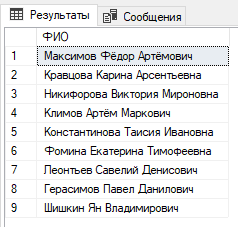 Результаты Сообщения
ФИО
1 Максимов Фёдор Артёмович
2 Кравцова Карина Арсентьевна
3 Никифорова Виктория Мироновна
4 Климов Артём Маркович
5 Константинова Таисия Ивановна
6 Фомина Екатерина Тимофеевна
7 Леонтьев Савелий Денисович
8 Герасимов Павел Данилович
9 Шишкин Ян Владимирович